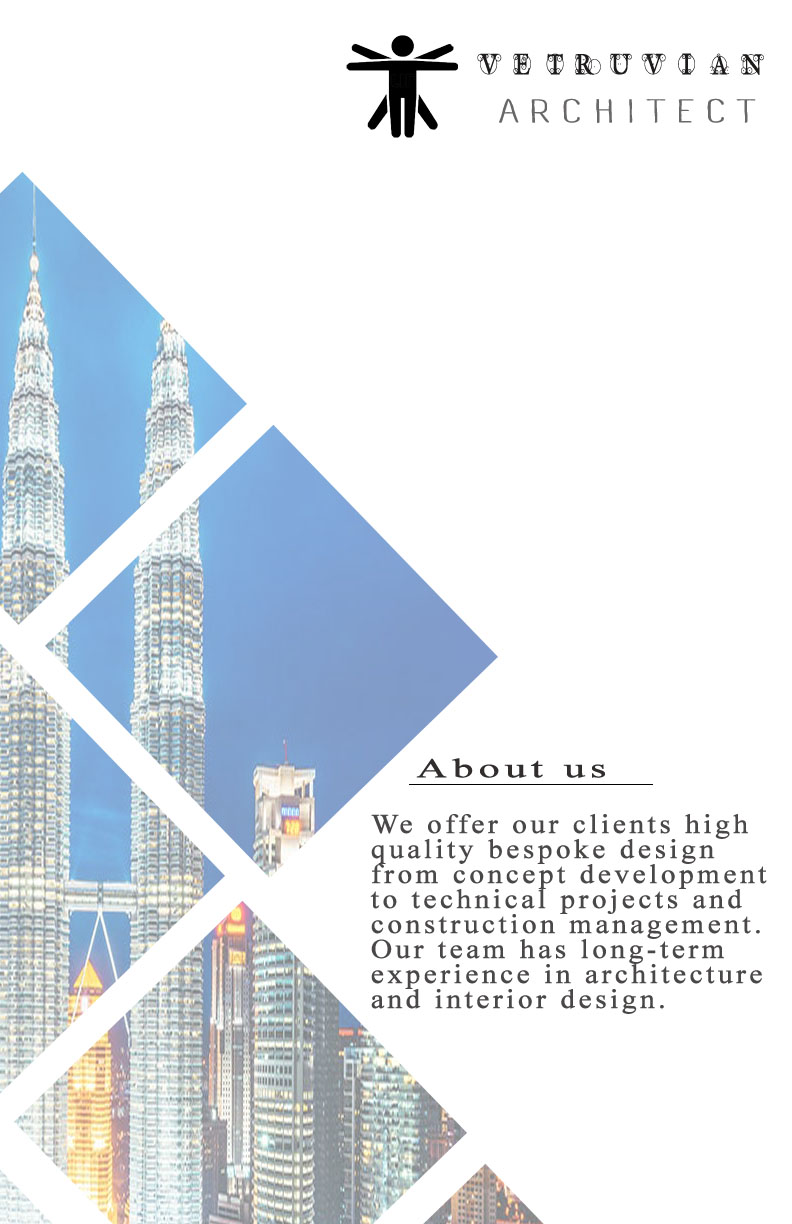 VETRUVIAN
ARCHITECT
About us
We offer our clients high
quality bespoke design
from concept development
to technical projects and
construction management.
Our team has long-term
experience in architecture
and interior design.